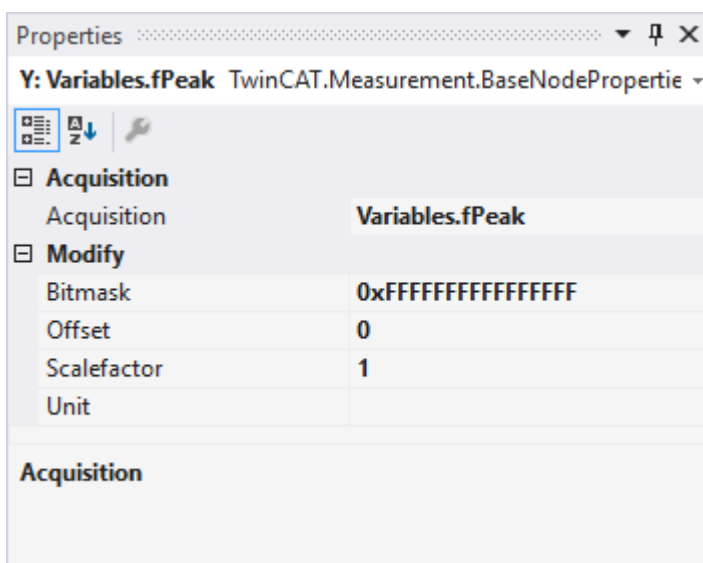 Properties
Y: Variables.fPeak TwinCAT.Measurement.BaseNodePropertie
Acquisition
Acquisition Variables.fPeak
Modify
Bitmask 0xFFFFFFFFFFFFFFFF
Offset 0
Scalefactor 1
Unit
Acquisition